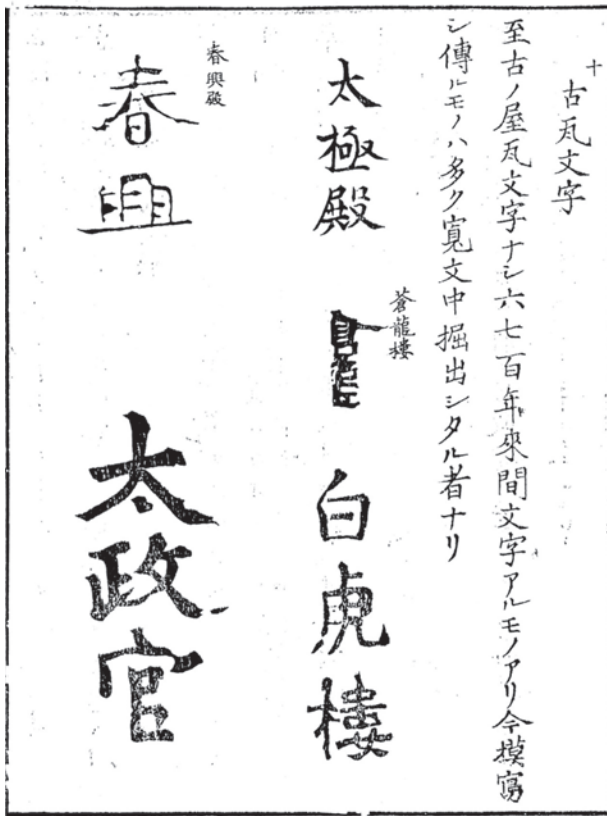 十
古瓦文字
至古ノ屋瓦文字ナシ六七百年來間文字アルモノアリ今摸寫
シ傳ルモノハ多ク寛文中掘出シタル者ナリ
太極殿
蒼龍樓
白虎樓
春興殿
春興
太政官